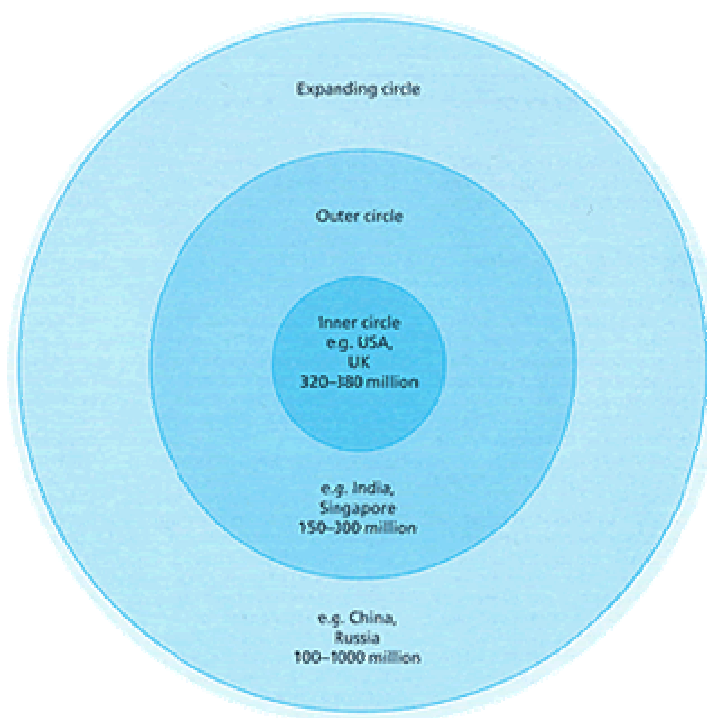 Expanding circle
Outer circle
Inner circle
e.g. USA,
UK
320–380 million
e.g. India,
Singapore
150–300 million
e.g. China,
Russia
100–1000 million